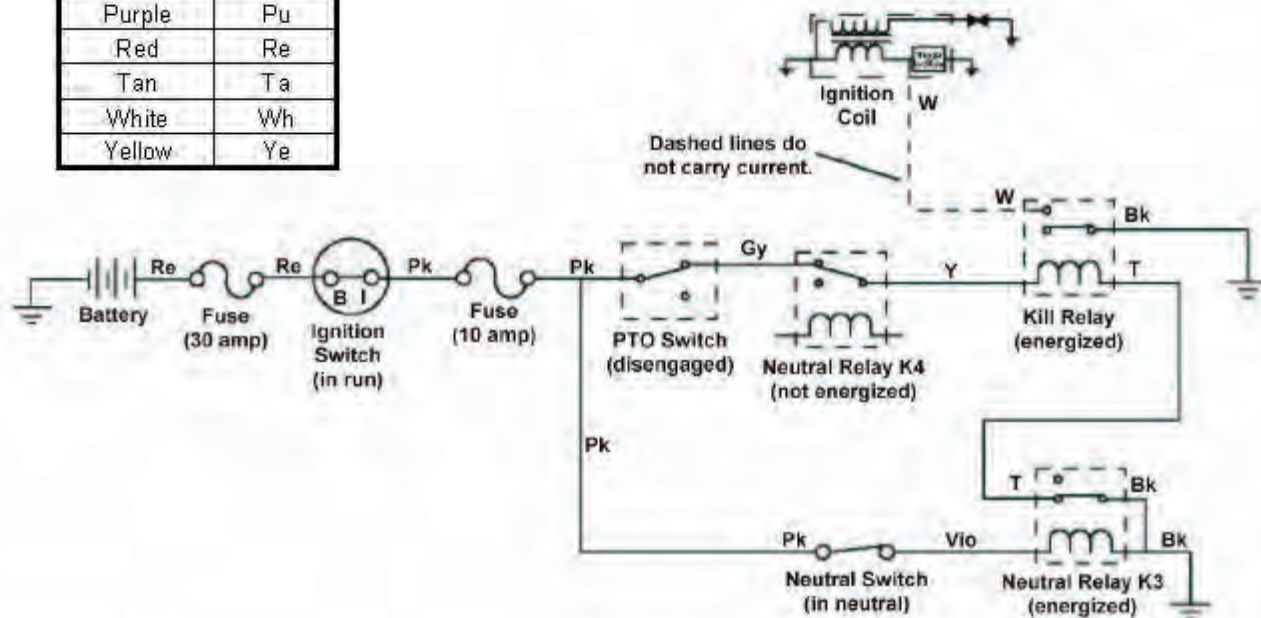 Purple Pu
Red Re
Tan Ta
White Wh
Yellow Ye
Ignition
Coil
W
Dashed lines do
not carry current.
W
Bk
Re
Re
Pk
Pk
Gy
Y
T
B I
Battery
Fuse
(30 amp)
Ignition
Switch
(in run)
Fuse
(10 amp)
PTO Switch
(disengaged)
Neutral Relay K4
(not energized)
Kill Relay
(energized)
Pk
T
Bk
Pk
Vio
Bk
Neutral Switch
(in neutral)
Neutral Relay K3
(energized)